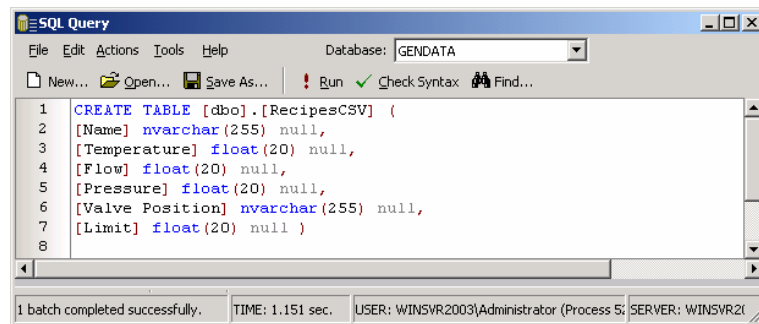 SQL Query
File Edit Actions Tools Help Database: GENDATA
New... Open... Save As... Run Check Syntax Find...
1 CREATE TABLE [dbo].[RecipesCSV] (
2 [Name] nvarchar(255) null,
3 [Temperature] float(20) null,
4 [Flow] float(20) null,
5 [Pressure] float(20) null,
6 [Valve Position] nvarchar(255) null,
7 [Limit] float(20) null )
8
1 batch completed successfully. TIME: 1.151 sec. USER: WINSVR2003\Administrator (Process 52 SERVER: WINSVR20